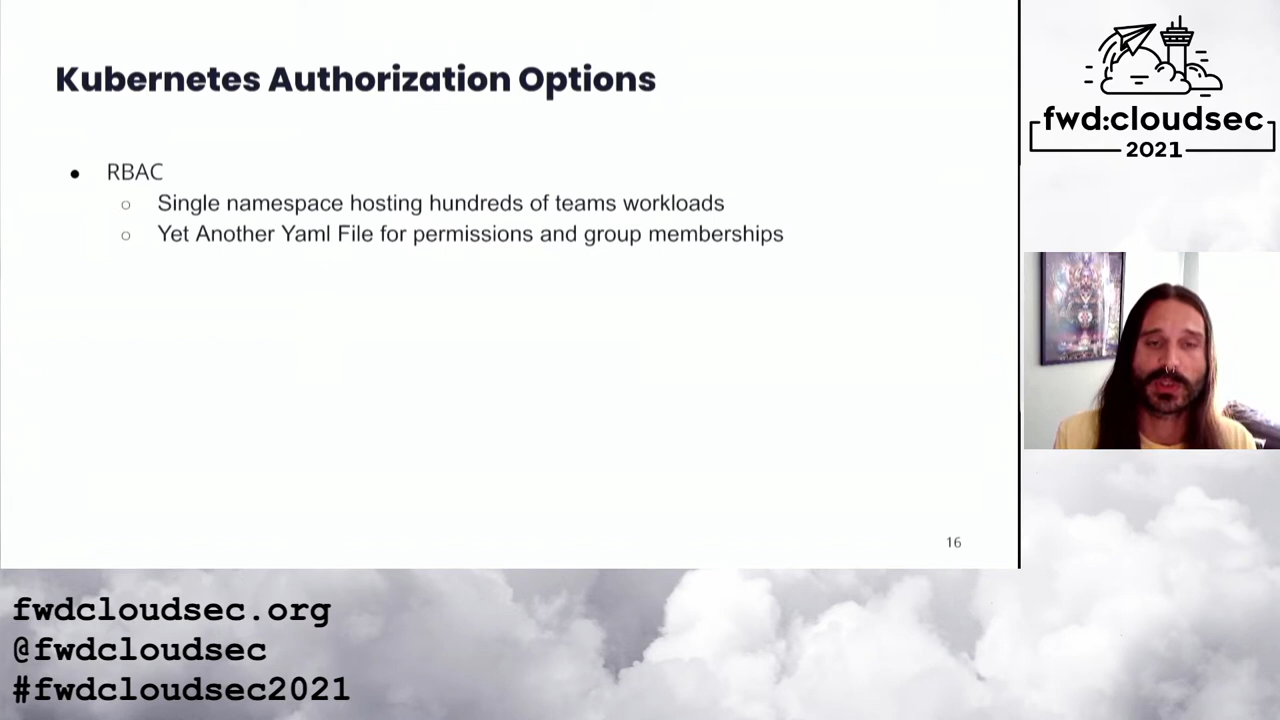 Kubernetes Authorization Options
● RBAC
○ Single namespace hosting hundreds of teams workloads
○ Yet Another Yaml File for permissions and group memberships
16
fwd:cloudsec
2021
fwdcloudsec.org
@fwdcloudsec
#fwdcloudsec2021